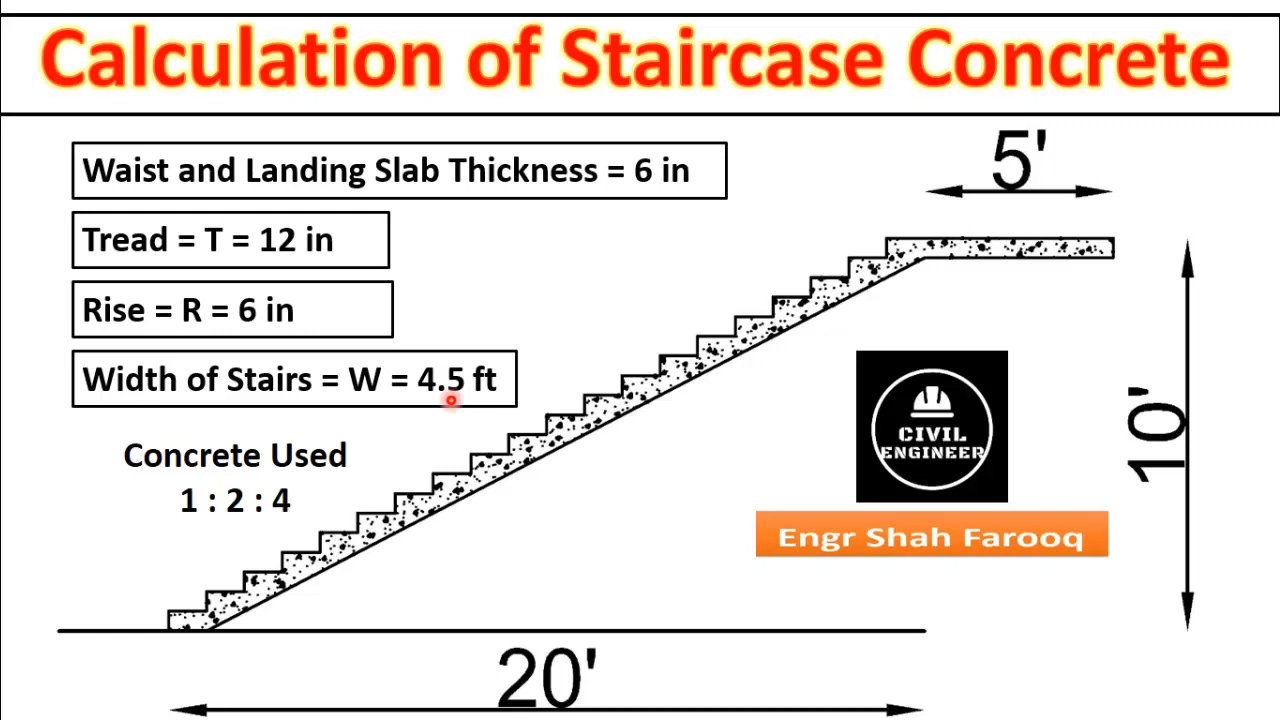 Calculation of Staircase Concrete
5'
Waist and Landing Slab Thickness = 6 in
Tread = T = 12 in
Rise = R = 6 in
Width of Stairs = W = 4.5 ft
Concrete Used
1 : 2 : 4
CIVIL
ENGINEER
10'
Engr Shah Farooq
20'